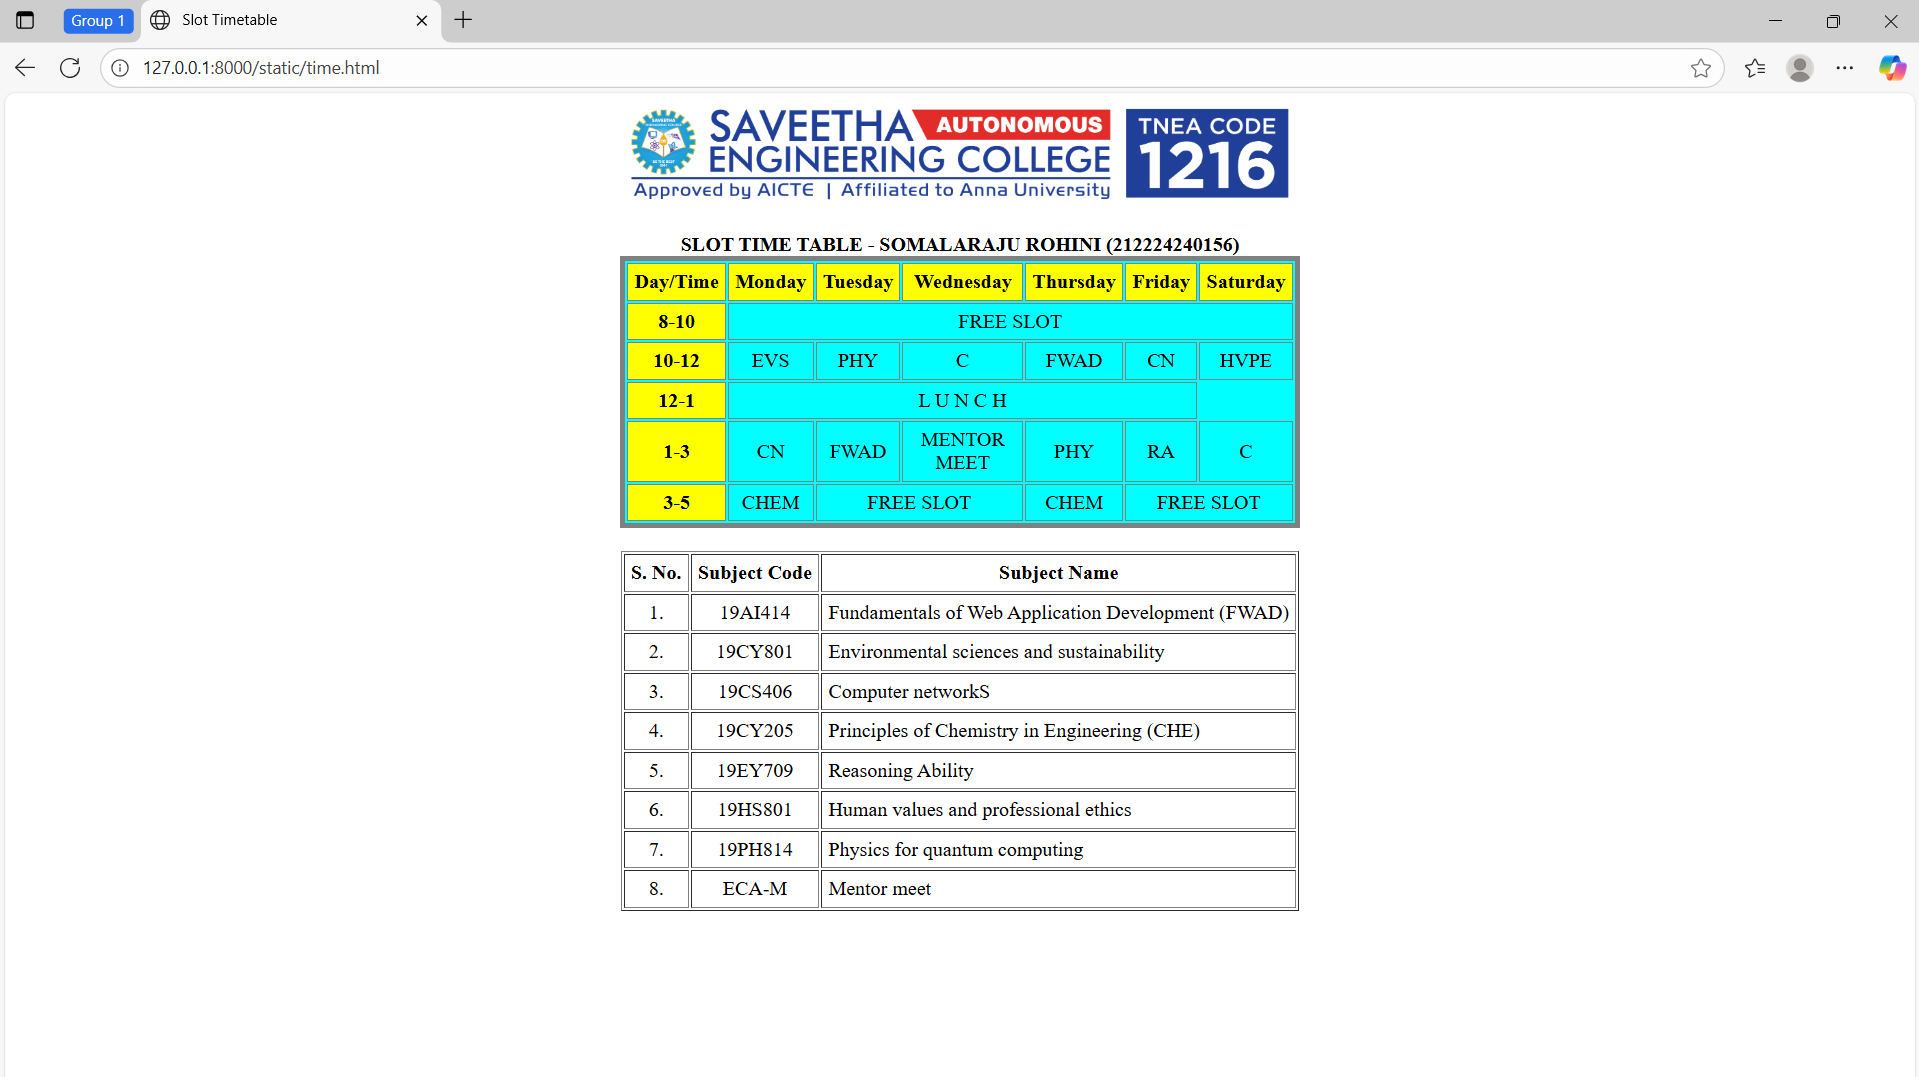 Group 1
Slot Timetable
127.0.0.1:8000/static/time.html
SAVEETHA AUTONOMOUS
ENGINEERING COLLEGE
Approved by AICTE | Affiliated to Anna University
TNEA CODE
1216
SLOT TIME TABLE - SOMALARAJU ROHINI (212224240156)
Day/Time Monday Tuesday Wednesday Thursday Friday Saturday
8-10 FREE SLOT
10-12 EVS PHY C FWAD CN HVPE
12-1 L U N C H
1-3 CN FWAD MENTOR MEET PHY RA C
3-5 CHEM FREE SLOT CHEM FREE SLOT
S. No. Subject Code Subject Name
1. 19AI414 Fundamentals of Web Application Development (FWAD)
2. 19CY801 Environmental sciences and sustainability
3. 19CS406 Computer networkS
4. 19CY205 Principles of Chemistry in Engineering (CHE)
5. 19EY709 Reasoning Ability
6. 19HS801 Human values and professional ethics
7. 19PH814 Physics for quantum computing
8. ECA-M Mentor meet